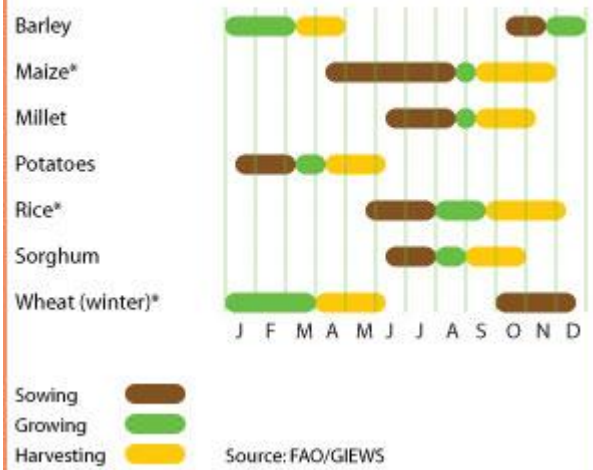 Barley
Maize*
Millet
Potatoes
Rice*
Sorghum
Wheat (winter)*
J F M A M J J A S O N D
Sowing
Growing
Harvesting Source: FAO/GIEWS